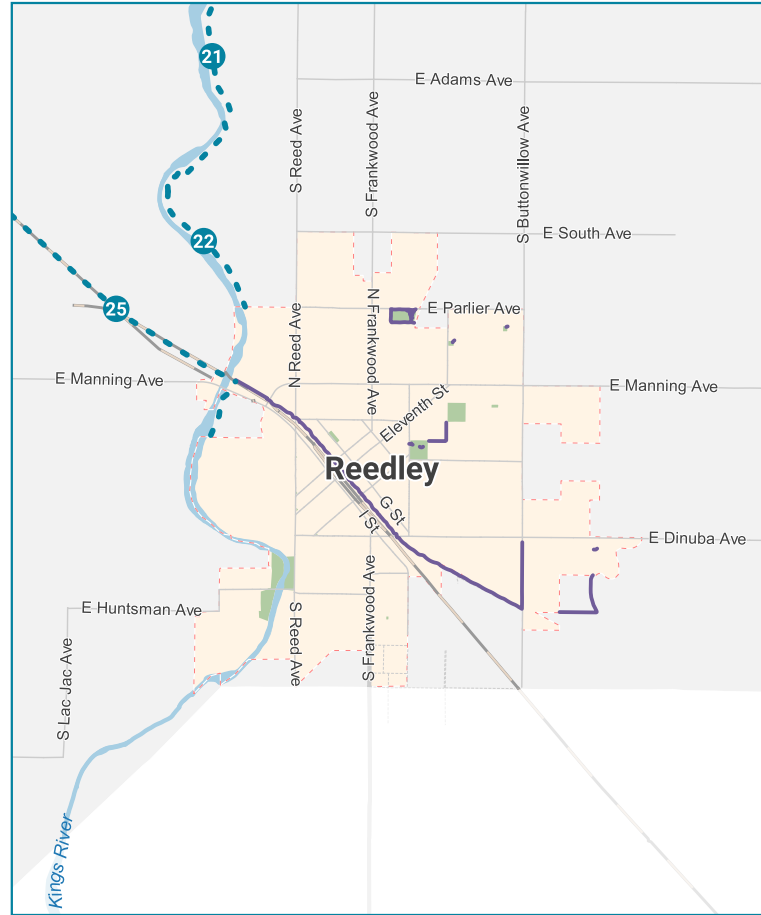 21
E Adams Ave
S Reed Ave
S Frankwood Ave
S Buttonwillow Ave
22
E South Ave
25
E Parlier Ave
N Reed Ave
N Frankwood Ave
E Manning Ave
E Manning Ave
Eleventh St
Reedley
G St
I St
E Dinuba Ave
E Huntsman Ave
S Reed Ave
S Frankwood Ave
S Lac Jac Ave
Kings River